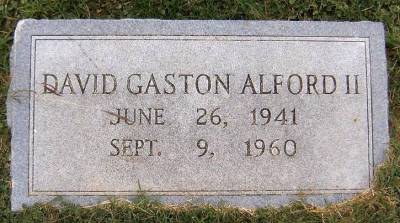 DAVID GASTON ALFORD II
JUNE 26, 1941
SEPT. 9, 1960